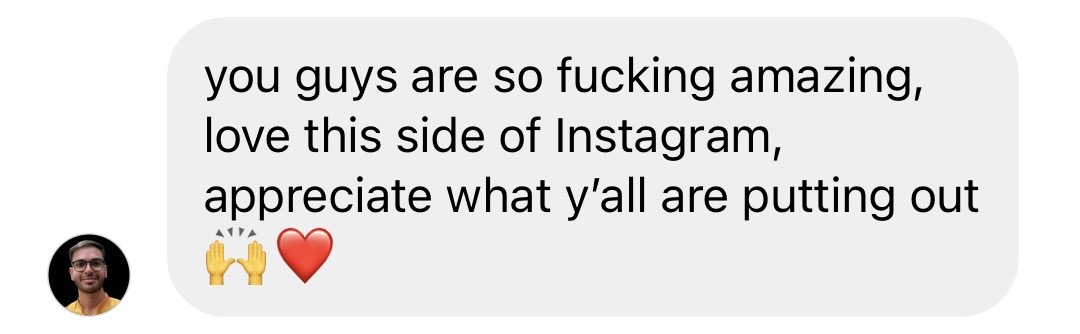 you guys are so fucking amazing,
love this side of Instagram,
appreciate what y’all are putting out
🙌❤️